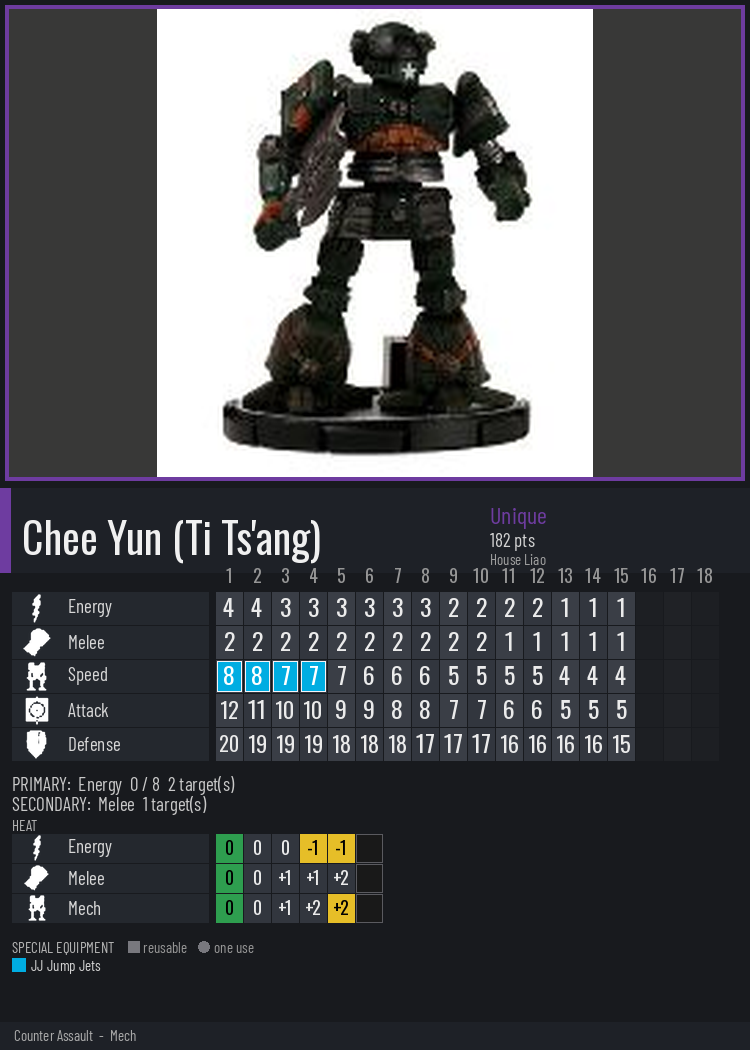 Chee Yun (Ti Ts'ang)
Unique
182 pts
House Liao
1 2 3 4 5 6 7 8 9 10 11 12 13 14 15 16 17 18
Energy 4 4 3 3 3 3 3 3 2 2 2 2 1 1 1
Melee 2 2 2 2 2 2 2 2 2 2 1 1 1 1 1
Speed 8 8 7 7 7 6 6 6 5 5 5 5 4 4 4
Attack 12 11 10 10 9 9 8 8 7 7 6 6 5 5 5
Defense 20 19 19 19 18 18 18 17 17 17 16 16 16 16 15
PRIMARY: Energy 0 / 8 2 target(s)
SECONDARY: Melee 1 target(s)
HEAT
Energy 0 0 0 -1 -1
Melee 0 0 +1 +1 +2
Mech 0 0 +1 +2 +2
SPECIAL EQUIPMENT reusable one use
JJ Jump Jets
Counter Assault - Mech